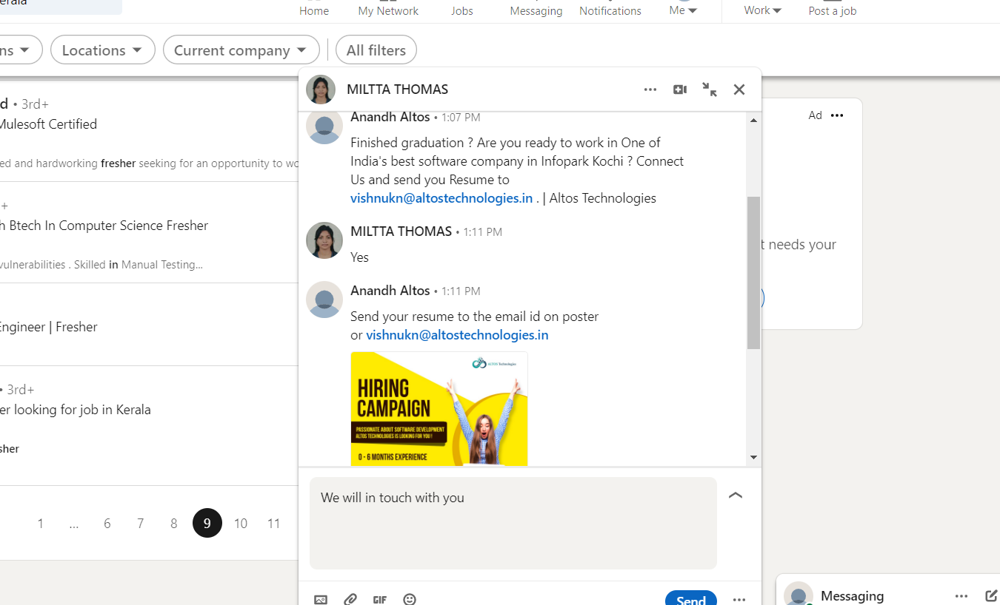 Home
My Network
Jobs
Messaging
Notifications
Me
Work
Post a job
Locations
Current company
All filters
MILTTA THOMAS
• 3rd+
Mulesoft Certified
ed and hardworking fresher seeking for an opportunity to wo
h Btech In Computer Science Fresher
vulnerabilities . Skilled in Manual Testing...
Engineer | Fresher
• 3rd+
er looking for job in Kerala
sher
1 ... 6 7 8 9 10 11
Anandh Altos • 1:07 PM
Finished graduation ? Are you ready to work in One of
India's best software company in Infopark Kochi ? Connect
Us and send you Resume to
vishnukn@altostechnologies.in . | Altos Technologies
MILTTA THOMAS • 1:11 PM
Yes
Anandh Altos • 1:11 PM
Send your resume to the email id on poster
or vishnukn@altostechnologies.in
ALTOS Technologies
HIRING
CAMPAIGN
PASSIONATE ABOUT SOFTWARE DEVELOPMENT
ALTOS TECHNOLOGIES IS LOOKING FOR YOU !
0 - 6 MONTHS EXPERIENCE
We will in touch with you
GIF
Send
Ad
t needs your
Messaging